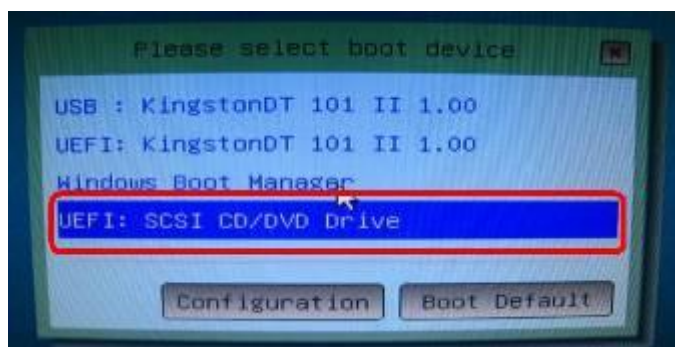 Please select boot device
USB : KingstonDT 101 II 1.00
UEFI: KingstonDT 101 II 1.00
Windows Boot Manager
UEFI: SCSI CD/DVD Drive
Configuration Boot Default